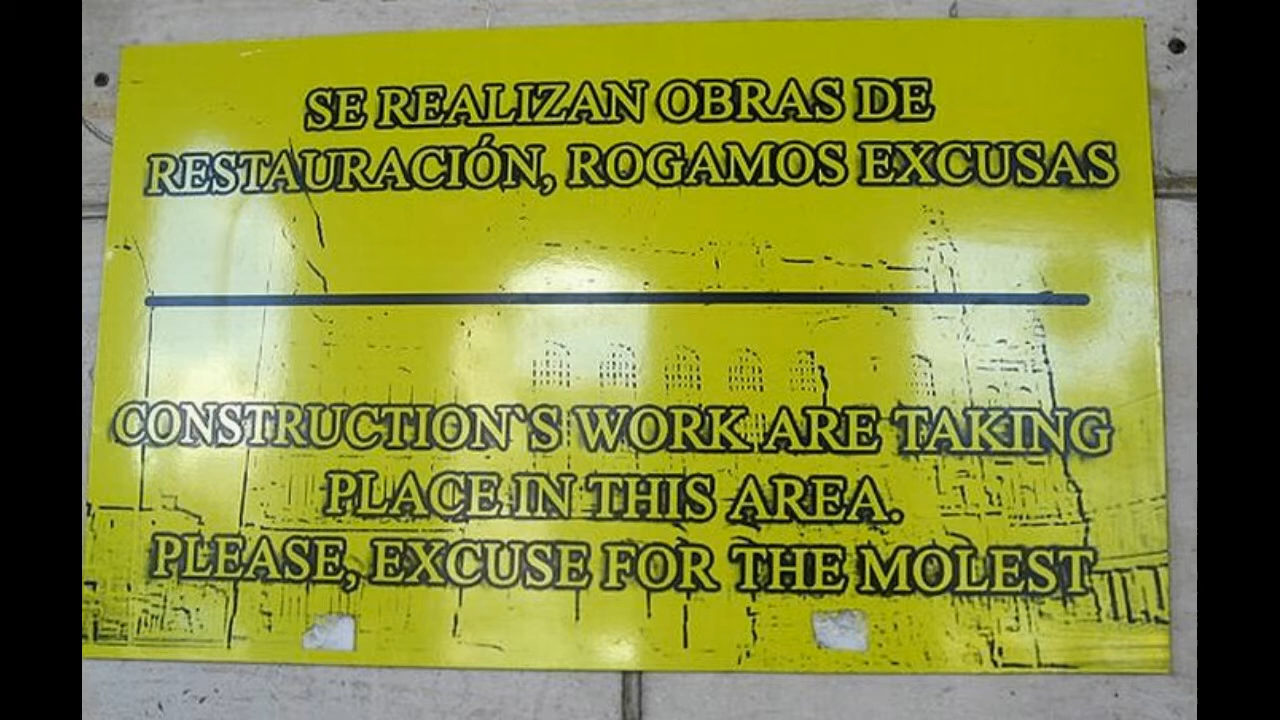 SE REALIZAN OBRAS DE
RESTAURACIÓN, ROGAMOS EXCUSAS
CONSTRUCTION`S WORK ARE TAKING
PLACE IN THIS AREA.
PLEASE, EXCUSE FOR THE MOLEST